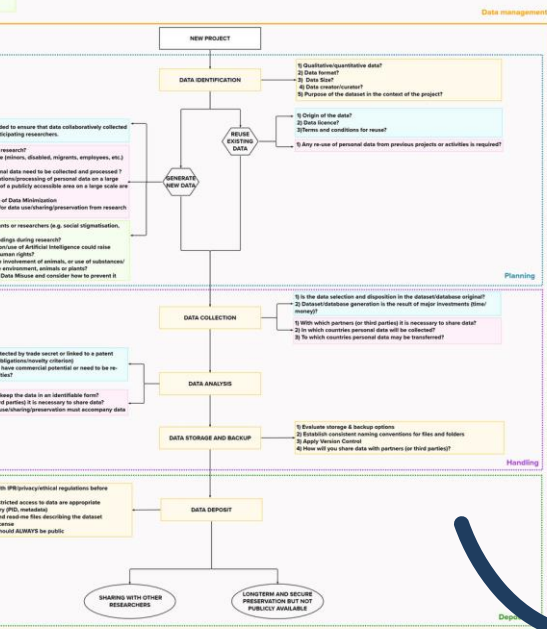 Data management
NEW PROJECT
DATA IDENTIFICATION
1) Qualitative/quantitative data?
2) Data format?
3) Data Size?
4) Data creator/curator?
5) Purpose of the dataset in the context of the project?
ded to ensure that data collaboratively collected
ticipating researchers.
REUSE
EXISTING
DATA
1) Origin of the data?
2) Data licence?
3)Terms and conditions for reuse?
1) Any re-use of personal data from previous projects or activities is required?
research?
e (minors, disabled, migrants, employees, etc.)
nal data need to be collected and processed ?
ations/processing of personal data on a large
of a publicly accessible area on a large scale are
of Data Minimization
for data use/sharing/preservation from research
GENERATE
NEW DATA
nts or researchers (e.g. social stigmatisation,
dings during research?
on/use of Artificial Intelligence could raise
uman rights?
e involvement of animals, or use of substances/
e environment, animals or plants?
Data Misuse and consider how to prevent it
Planning
DATA COLLECTION
1) Is the data selection and disposition in the dataset/database original?
2) Dataset/database generation is the result of major investments (time/
money)?
1) With which partners (or third parties) it is necessary to share data?
2) In which countries personal data will be collected?
3) To which countries personal data may be transferred?
tected by trade secret or linked to a patent
obligations/novelty criterion)
have commercial potential or need to be re-
ties?
DATA ANALYSIS
keep the data in an identifiable form?
rd parties) it is necessary to share data?
use/sharing/preservation must accompany data
DATA STORAGE AND BACKUP
1) Evaluate storage & backup options
2) Establish consistent naming conventions for files and folders
3) Apply Version Control
4) How will you share data with partners (or third parties)?
Handling
th IPR/privacy/ethical regulations before
stricted access to data are appropriate
ry (PID, metadata)
nd read-me files describing the dataset
cense
hould ALWAYS be public
DATA DEPOSIT
SHARING WITH OTHER
RESEARCHERS
LONGTERM AND SECURE
PRESERVATION BUT NOT
PUBLICLY AVAILABLE